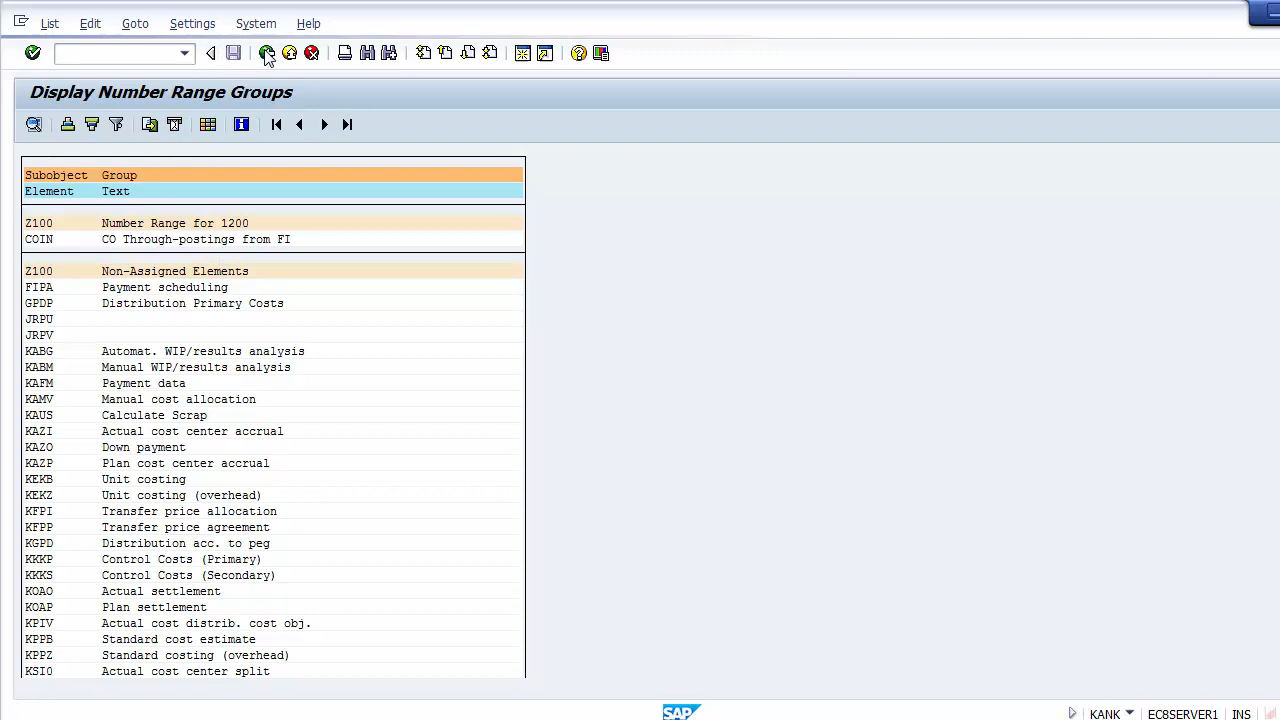 List Edit Goto Settings System Help
Display Number Range Groups
Subobject Group
Element Text
Z100 Number Range for 1200
COIN CO Through-postings from FI
Z100 Non-Assigned Elements
FIPA Payment scheduling
GPDP Distribution Primary Costs
JRPU
JRPV
KABG Automat. WIP/results analysis
KABM Manual WIP/results analysis
KAFM Payment data
KAMV Manual cost allocation
KAUS Calculate Scrap
KAZI Actual cost center accrual
KAZO Down payment
KAZP Plan cost center accrual
KEKB Unit costing
KEKZ Unit costing (overhead)
KFPI Transfer price allocation
KFPP Transfer price agreement
KGPD Distribution acc. to peg
KKKP Control Costs (Primary)
KKKS Control Costs (Secondary)
KOAO Actual settlement
KOAP Plan settlement
KPIV Actual cost distrib. cost obj.
KPPB Standard cost estimate
KPPZ Standard costing (overhead)
KSI0 Actual cost center split
SAP KANK EC8SERVER1 INS